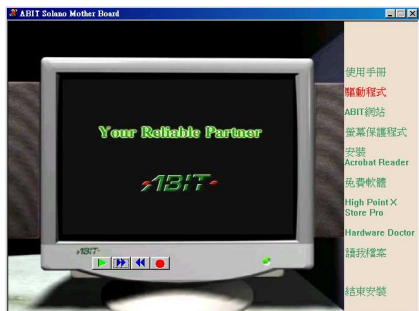 ABIT Solano Mother Board
Your Reliable Partner
ABIT
ABIT
使用手冊
驅動程式
ABIT網站
螢幕保護程式
安裝
Acrobat Reader
免費軟體
High Point X
Store Pro
Hardware Doctor
讀我檔案
結束安裝